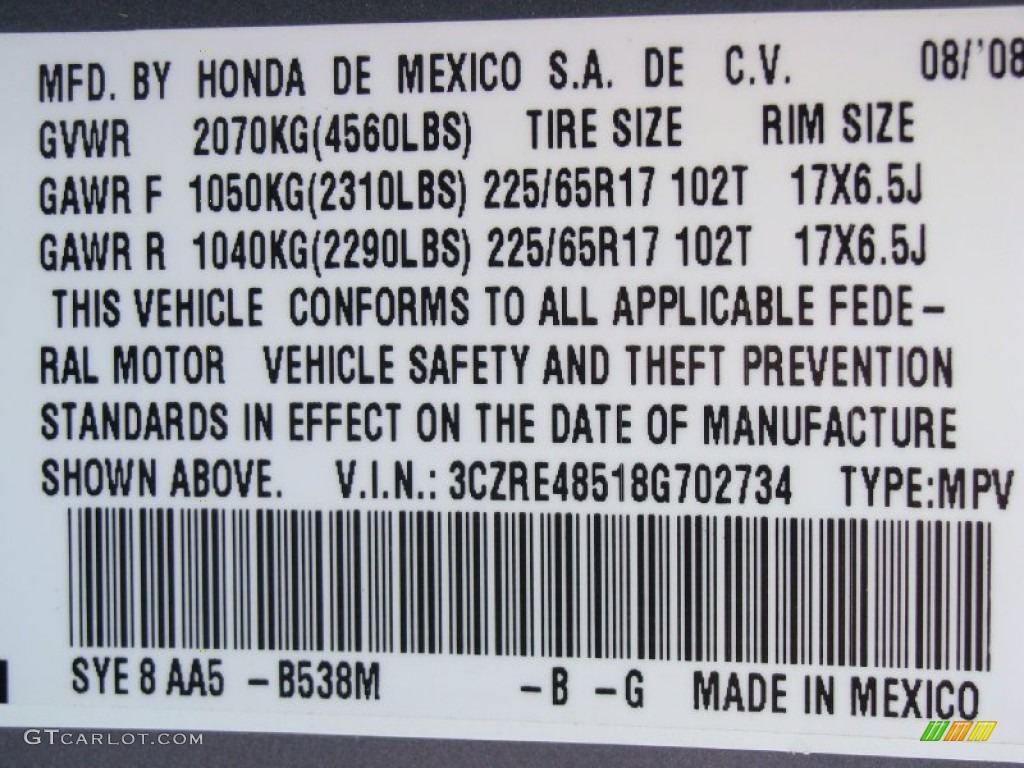 MFD. BY HONDA DE MEXICO S.A. DE C.V. 08/'08
GVWR 2070KG(4560LBS) TIRE SIZE RIM SIZE
GAWR F 1050KG(2310LBS) 225/65R17 102T 17X6.5J
GAWR R 1040KG(2290LBS) 225/65R17 102T 17X6.5J
THIS VEHICLE CONFORMS TO ALL APPLICABLE FEDE-
RAL MOTOR VEHICLE SAFETY AND THEFT PREVENTION
STANDARDS IN EFFECT ON THE DATE OF MANUFACTURE
SHOWN ABOVE. V.I.N.: 3CZRE48518G702734 TYPE:MPV
SYE 8 AA5 -B538M -B -G MADE IN MEXICO
GTCARLOT.COM